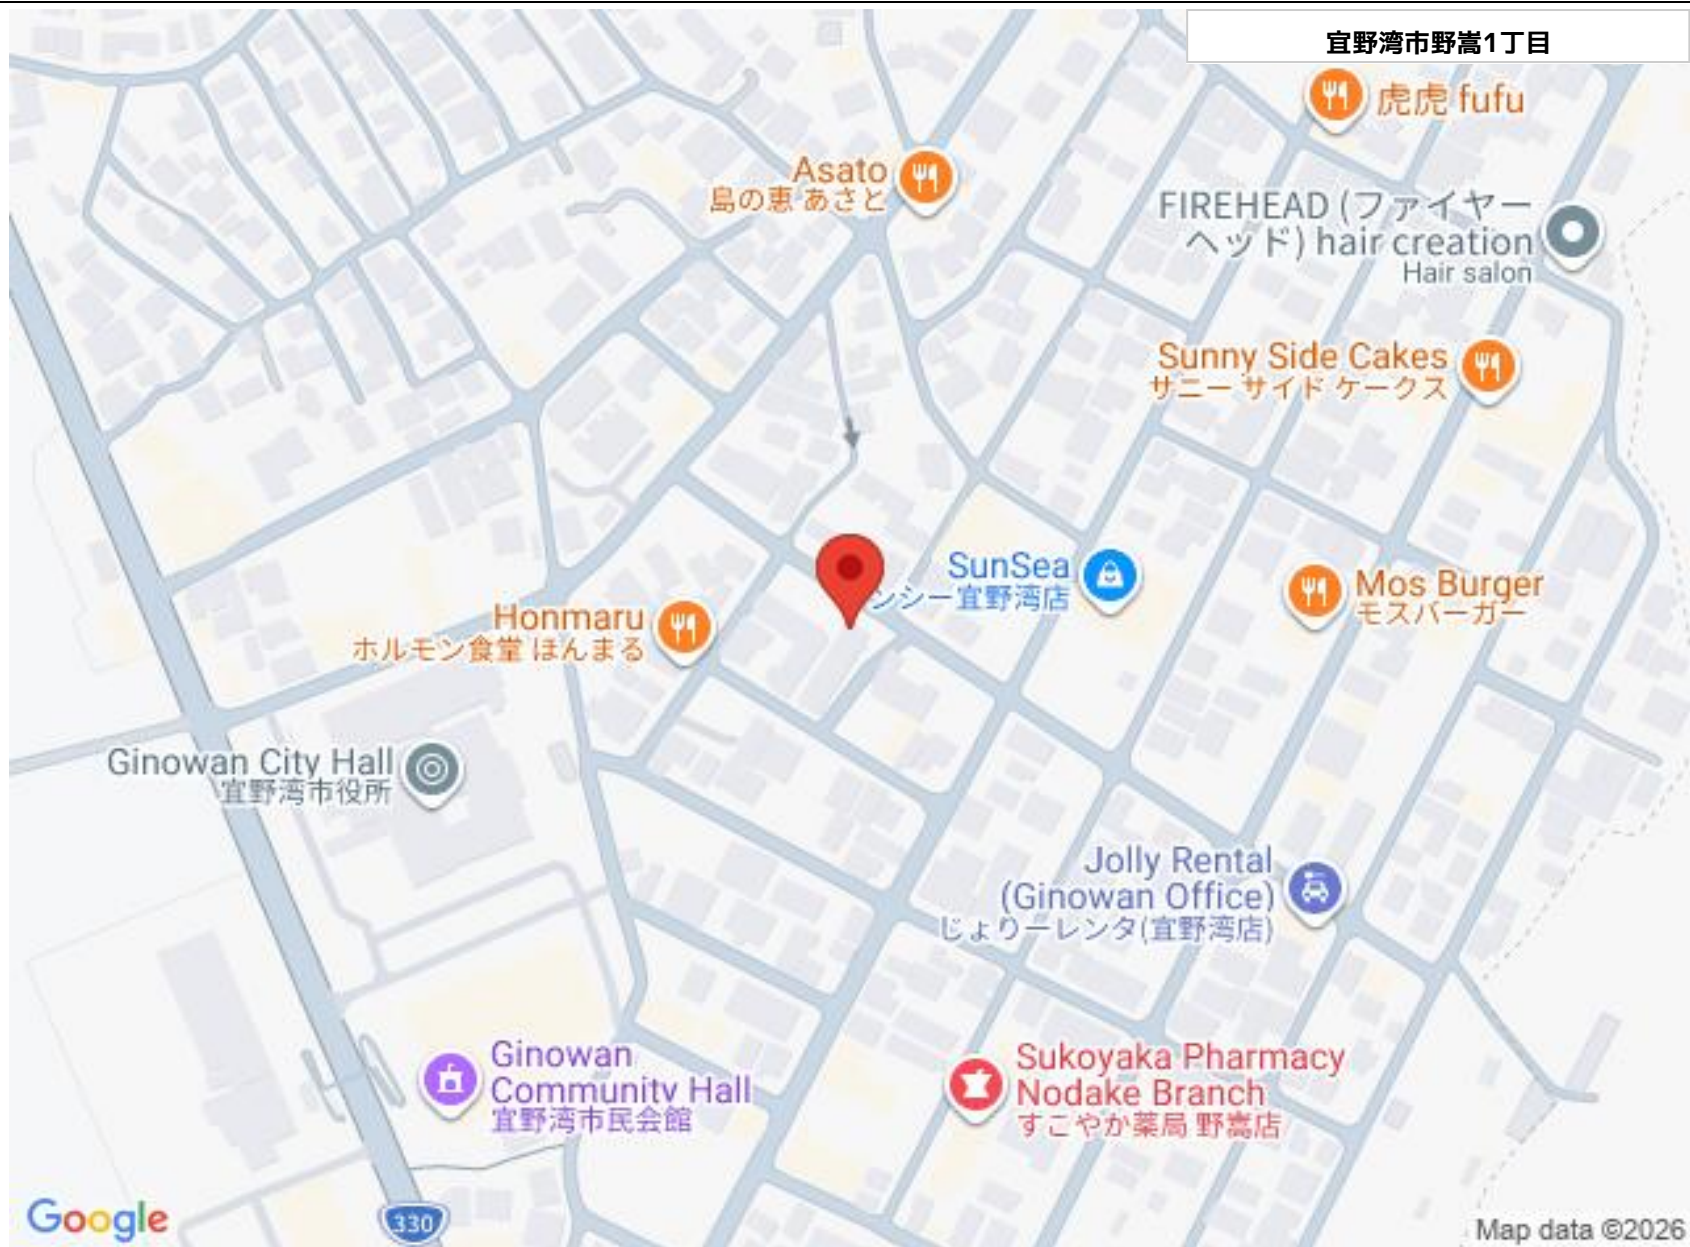 宜野湾市野嵩1丁目
虎虎 fufu
Asato
島の恵 あさと
FIREHEAD (ファイヤー
ヘッド) hair creation
Hair salon
Sunny Side Cakes
サニー サイド ケークス
SunSea
ンシー宜野湾店
Mos Burger
モスバーガー
Honmaru
ホルモン食堂 ほんまる
Ginowan City Hall
宜野湾市役所
Jolly Rental
(Ginowan Office)
じょりーレンタ(宜野湾店)
Ginowan
Community Hall
宜野湾市民会館
Sukoyaka Pharmacy
Nodake Branch
すこやか薬局 野嵩店
330
Google
Map data ©2026